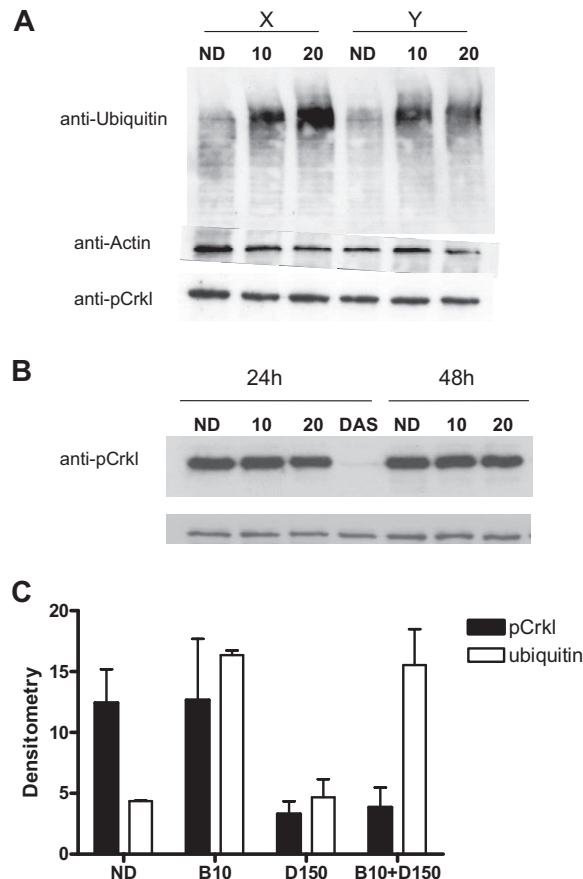 A
X Y
ND 10 20 ND 10 20
anti-Ubiquitin
anti-Actin
anti-pCrkl
B
24h 48h
ND 10 20 DAS ND 10 20
anti-pCrkl
C
20
15
10
5
0
Densitometry
ND B10 D150 B10+D150
pCrkl
ubiquitin